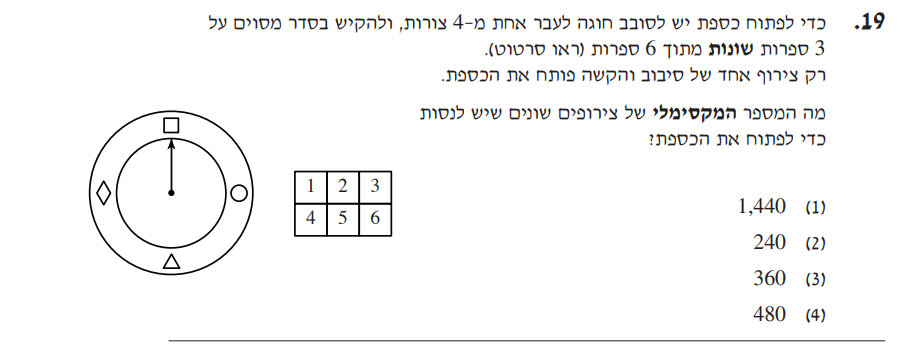 19. כדי לפתוח כספת יש לסובב חוגה לעבר אחת מ-4 צורות, ולהקיש בסדר מסוים על
3 ספרות שונות מתוך 6 ספרות (ראו סרטוט).
רק צירוף אחד של סיבוב והקשה פותח את הכספת.
מה המספר המקסימלי של צירופים שונים שיש לנסות
כדי לפתוח את הכספת?
1 2 3
4 5 6
(1) 1,440
(2) 240
(3) 360
(4) 480